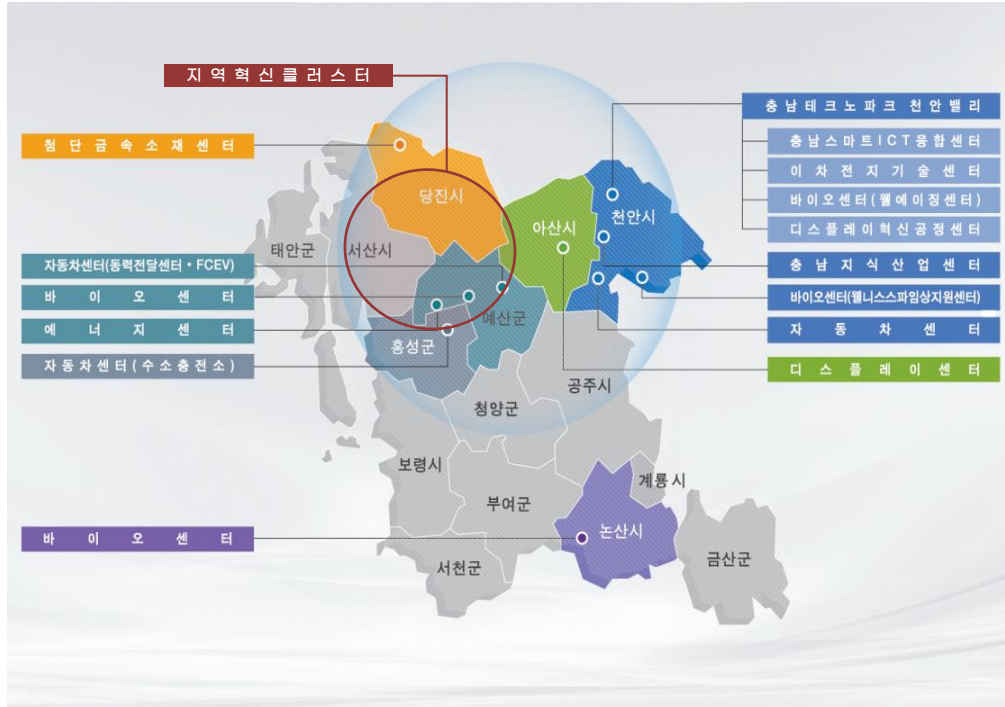 지역혁신클러스터
첨단금속소재센터
자동차센터(동력전달센터·FCEV)
바이오센터
에너지센터
자동차센터(수소충전소)
바이오센터
충남테크노파크 천안밸리
충남스마트ICT융합센터
이차전지기술센터
바이오센터(웰에이징센터)
디스플레이혁신공정센터
충남지식산업센터
바이오센터(웰니스스파임상지원센터)
자동차센터
디스플레이센터
당진시
태안군
서산시
아산시
천안시
예산군
홍성군
청양군
공주시
보령시
부여군
계룡시
논산시
서천군
금산군